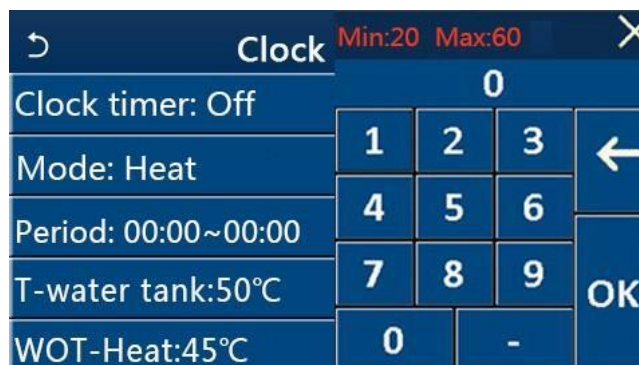 Clock
Clock timer: Off
Mode: Heat
Period: 00:00~00:00
T-water tank:50℃
WOT-Heat:45℃
Min:20 Max:60
0
1 2 3
4 5 6
7 8 9
OK
0 -